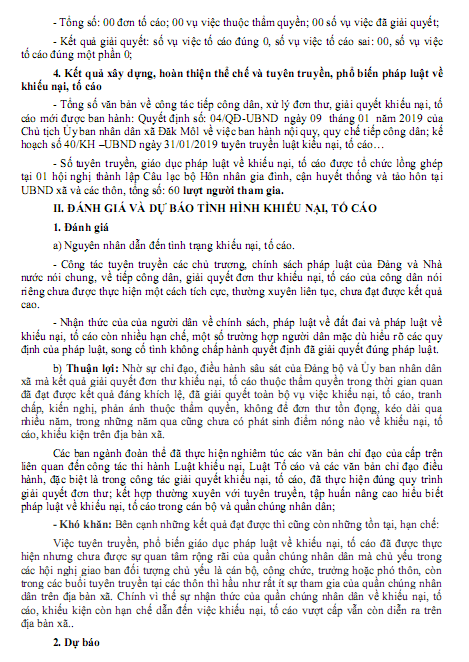 - Tổng số: 00 đơn tố cáo; 00 vụ việc thuộc thẩm quyền; 00 số vụ việc đã giải quyết;
- Kết quả giải quyết: số vụ việc tố cáo đúng 0, số vụ việc tố cáo sai: 00, số vụ việc
tố cáo đúng một phần 0;
4. Kết quả xây dựng, hoàn thiện thể chế và tuyên truyền, phổ biến pháp luật về
khiếu nại, tố cáo
- Tổng số văn bản về công tác tiếp công dân, xử lý đơn thư, giải quyết khiếu nại, tố
cáo mới được ban hành: Quyết định số: 04/QD-UBND ngày 09 tháng 01 năm 2019 của
Chủ tịch Ủy ban nhân dân xã Đăk Môl về việc ban hành nội quy, quy chế tiếp công dân; kế
hoạch số 40/KH –UBND ngày 31/01/2019 tuyên truyền luật kiếu nại, tố cáo…
- Số tuyên truyền, giáo dục pháp luật về khiếu nại, tố cáo được tổ chức lồng ghép
tại 01 hội nghị thành lập Câu lạc bộ Hôn nhân gia đình, cận huyết thống và tảo hôn tại
UBND xã và các thôn, tổng số: 60 lượt người tham gia.
II. ĐÁNH GIÁ VÀ DỰ BÁO TÌNH HÌNH KHIẾU NẠI, TỐ CÁO
1. Đánh giá
a) Nguyên nhân dẫn đến tình trạng khiếu nại, tố cáo.
- Công tác tuyên truyền các chủ trương, chính sách pháp luật của Đảng và Nhà
nước nói chung, về tiếp công dân, giải quyết đơn thư khiếu nại, tố cáo của công dân nói
riêng chưa được thực hiện một cách tích cực, thường xuyên liên tục, chưa đạt được kết quả
cao.
- Nhận thức của của người dân về chính sách, pháp luật về đất đai và pháp luật về
khiếu nại, tố cáo còn nhiều hạn chế, một số trường hợp người dân mặc dù hiểu rõ các quy
định của pháp luật, song cố tình không chấp hành quyết định đã giải quyết đúng pháp luật.
b) Thuận lợi: Nhờ sự chỉ đạo, điều hành sâu sát của Đảng bộ và Ủy ban nhân dân
xã mà kết quả giải quyết đơn thư khiếu nại, tố cáo thuộc thẩm quyền trong thời gian quan
đã đạt được kết quả đáng khích lệ, đã giải quyết toàn bộ vụ việc khiếu nại, tố cáo, tranh
chấp, kiến nghị, phản ánh thuộc thẩm quyền, không để đơn thư tồn đọng, kéo dài qua
nhiều năm, trong những năm qua cũng chưa có phát sinh điểm nóng nào về khiếu nại, tố
cáo, khiếu kiện trên địa bàn xã.
Các ban ngành đoàn thể đã thực hiện nghiêm túc các văn bản chỉ đạo của cấp trên
liên quan đến công tác thi hành Luật khiếu nại, Luật Tố cáo và các văn bản chỉ đạo điều
hành, đặc biệt là trong công tác giải quyết khiếu nại, tố cáo, đã thực hiện đúng quy trình
giải quyết đơn thư; kết hợp thường xuyên với tuyên truyền, tập huấn nâng cao hiểu biết
pháp luật về khiếu nại, tố cáo trong cán bộ và quần chúng nhân dân;
- Khó khăn: Bên cạnh những kết quả đạt được thì cũng còn những tồn tại, hạn chế:
Việc tuyên truyền, phổ biến giáo dục pháp luật về khiếu nại, tố cáo đã được thực
hiện nhưng chưa được sự quan tâm rộng rãi của quần chúng nhân dân mà chủ yếu trong
các hội nghị giao ban đối tượng chủ yếu là cán bộ, công chức, trưởng hoặc phó thôn, còn
trong các buổi tuyên truyền tại các thôn thì hầu như rất ít sự tham gia của quần chúng nhân
dân. Chính vì thế sự nhận thức của quần chúng nhân dân về khiếu nại, tố cáo, khiếu nại, tố
cáo, khiếu kiện còn hạn chế dẫn đến việc khiếu nại, tố cáo vượt cấp vẫn còn diễn ra trên
địa bàn xã..
2. Dự báo